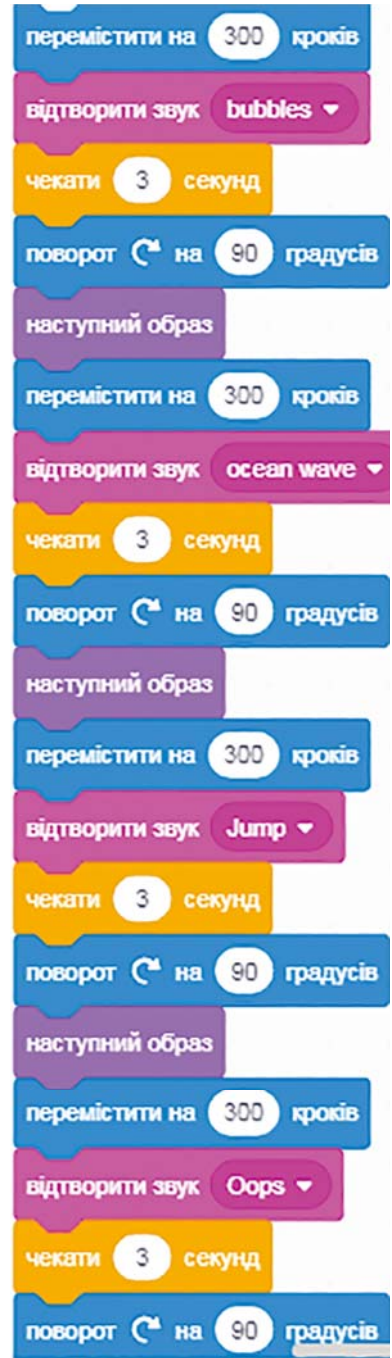 перемістити на 300 кроків
відтворити звук bubbles
чекати 3 секунд
поворот на 90 градусів
наступний образ
перемістити на 300 кроків
відтворити звук ocean wave
чекати 3 секунд
поворот на 90 градусів
наступний образ
перемістити на 300 кроків
відтворити звук Jump
чекати 3 секунд
поворот на 90 градусів
наступний образ
перемістити на 300 кроків
відтворити звук Oops
чекати 3 секунд
поворот на 90 градусів